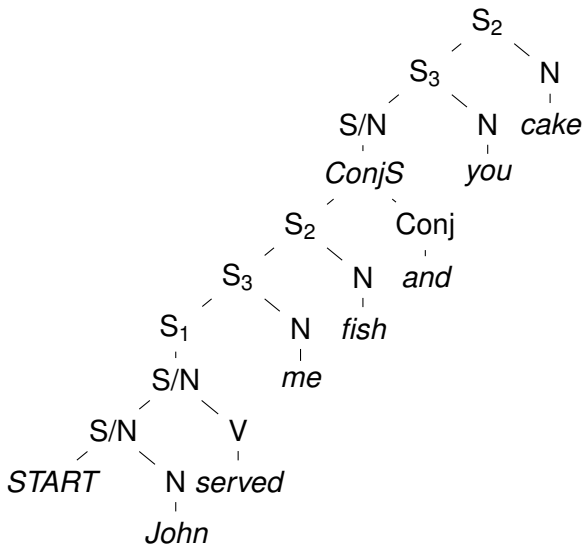 S₂
S₃ N
S/N N cake
ConjS you
S₂ Conj
S₃ N and
S₁ N fish
S/N me
S/N V
START N served
John